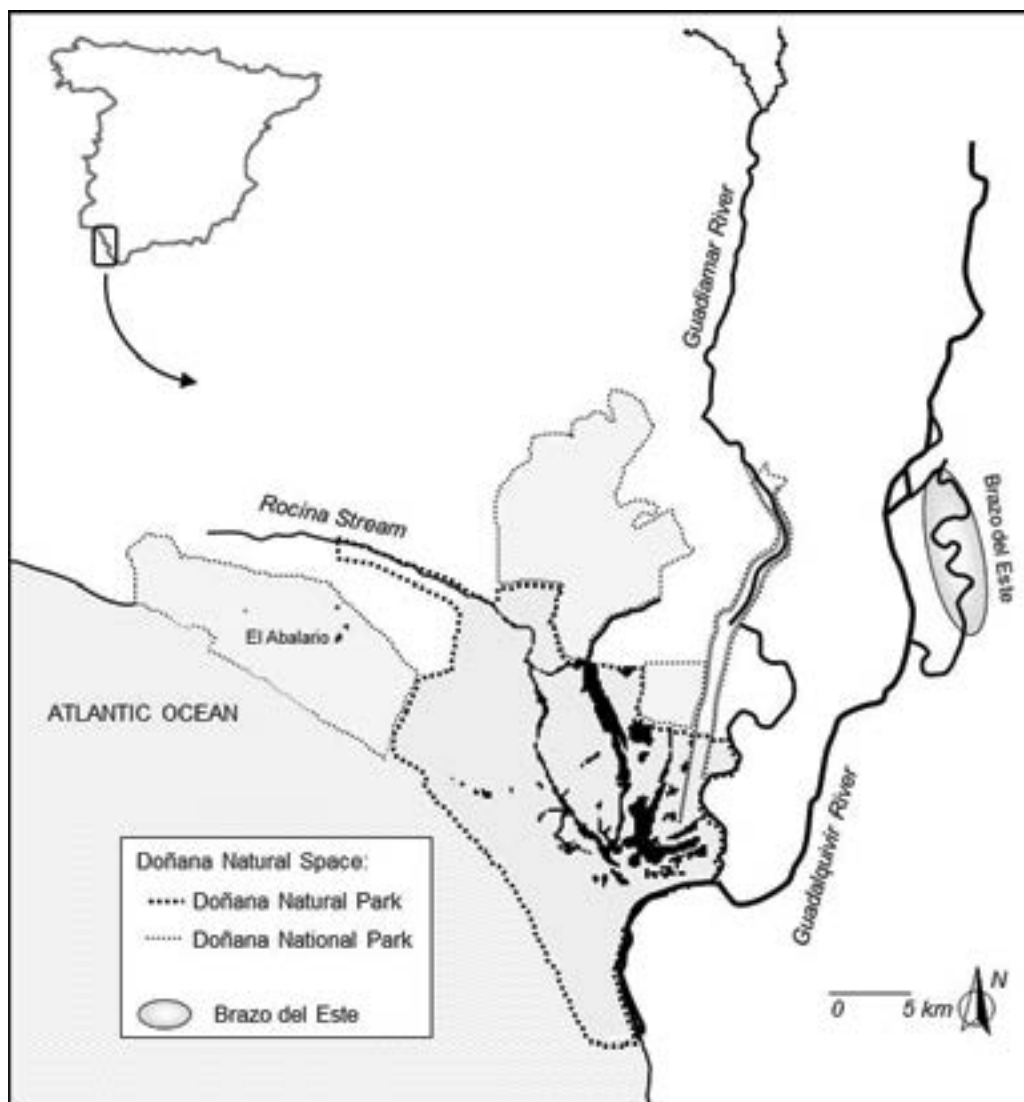 Guadiamar River
Rocina Stream
Brazo del Este
El Abalario
ATLANTIC OCEAN
Guadalquivir River
Doñana Natural Space:
Doñana Natural Park
Doñana National Park
Brazo del Este
N
0 5 km